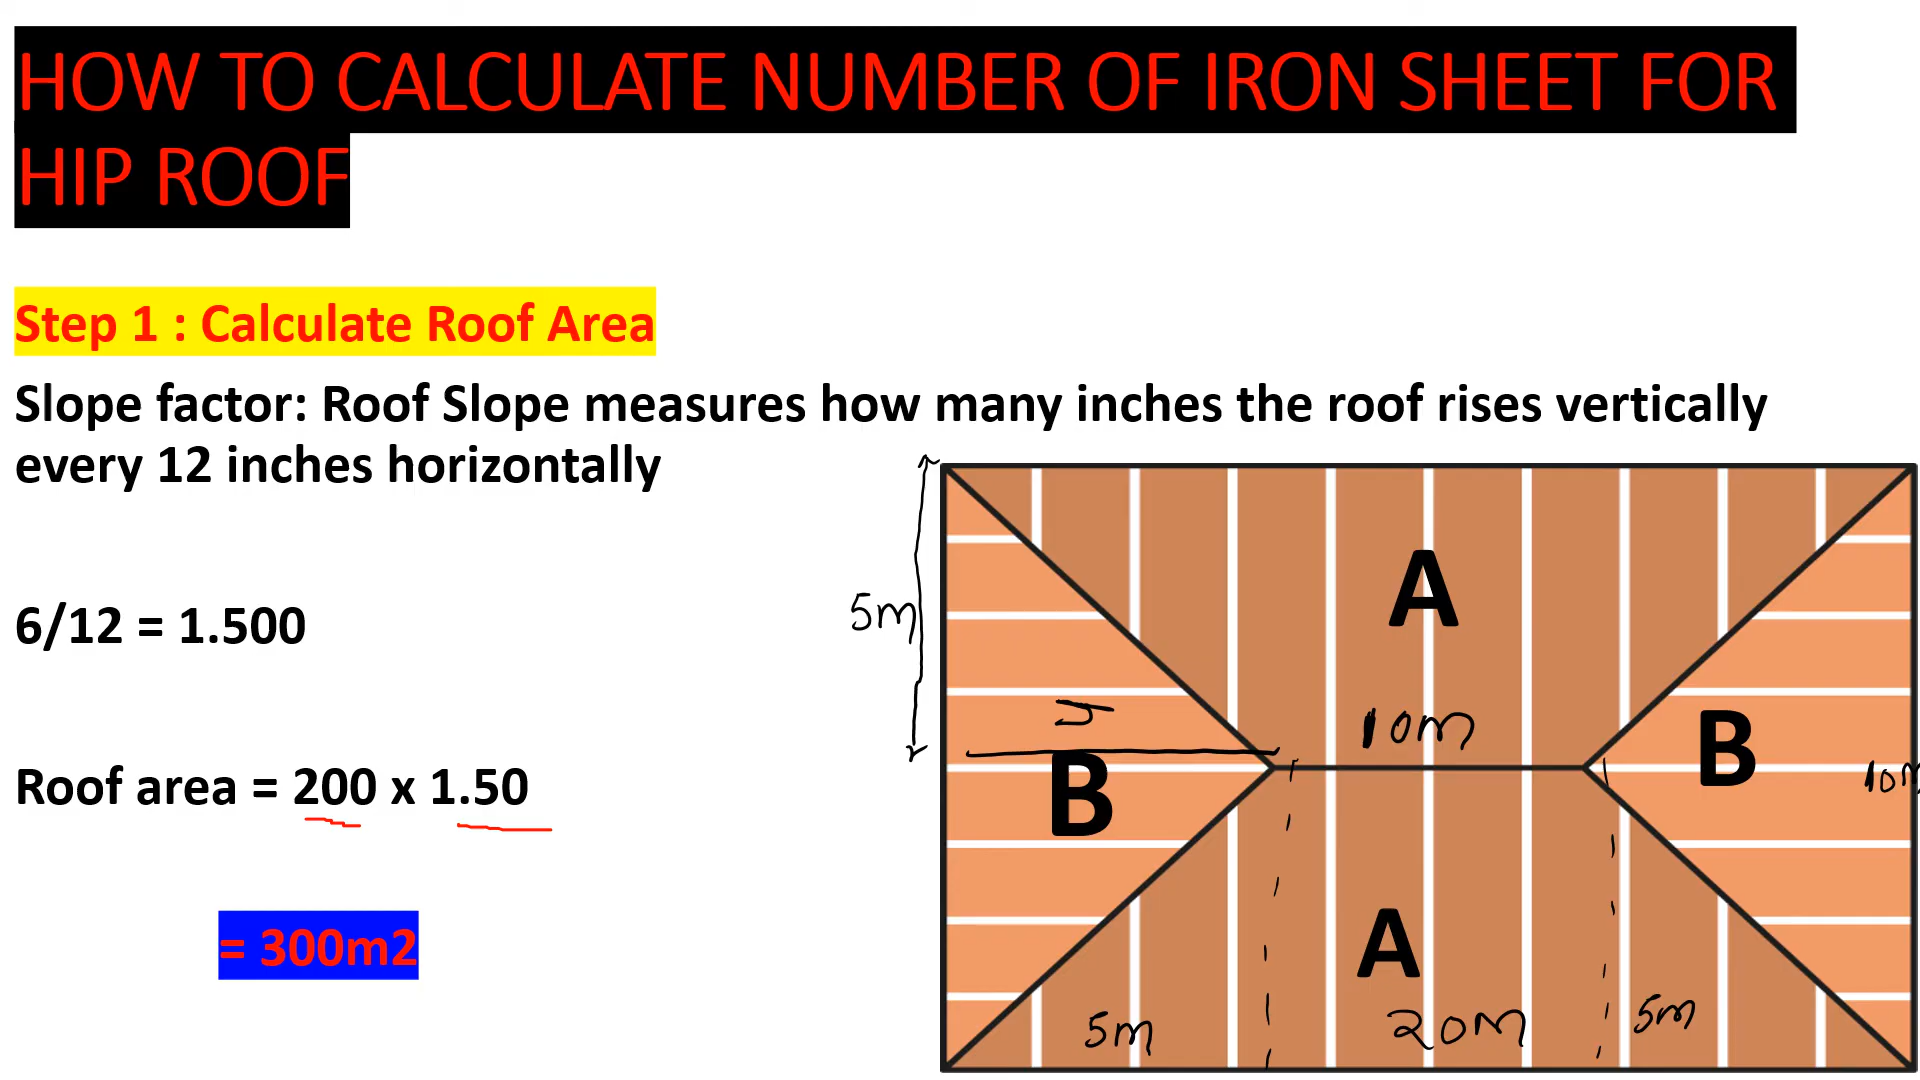 HOW TO CALCULATE NUMBER OF IRON SHEET FOR
HIP ROOF
Step 1 : Calculate Roof Area
Slope factor: Roof Slope measures how many inches the roof rises vertically
every 12 inches horizontally
6/12 = 1.500
Roof area = 200 x 1.50
= 300m2
A
5m
10m
B
B
10m
A
5m
20m
5m